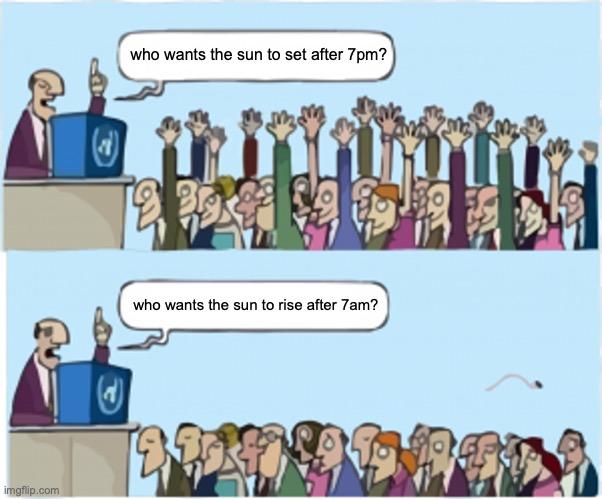 who wants the sun to set after 7pm?
who wants the sun to rise after 7am?
imgflip.com